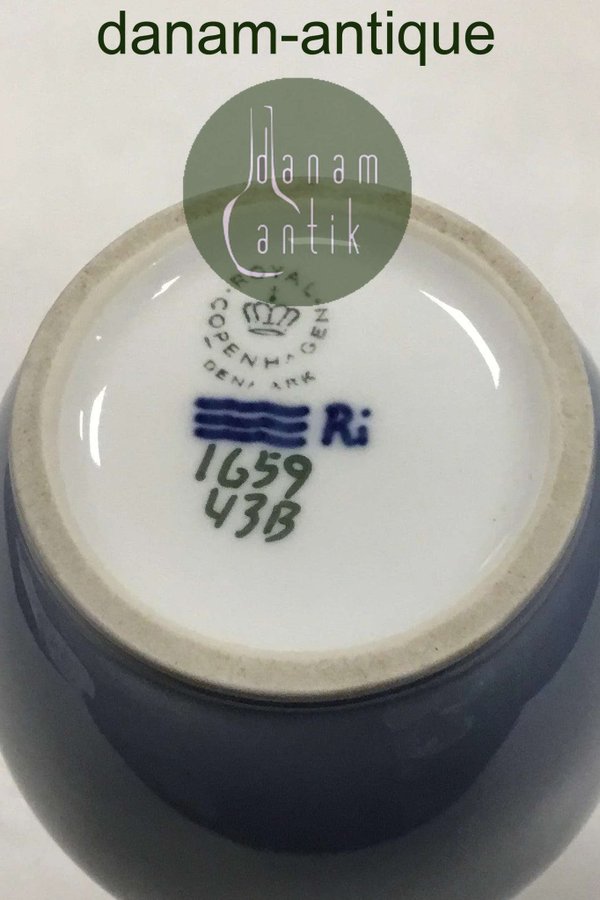 danam-antique
danam
antik
ROYAL
COPENHAGEN
DENMARK
Ri
1659
43B